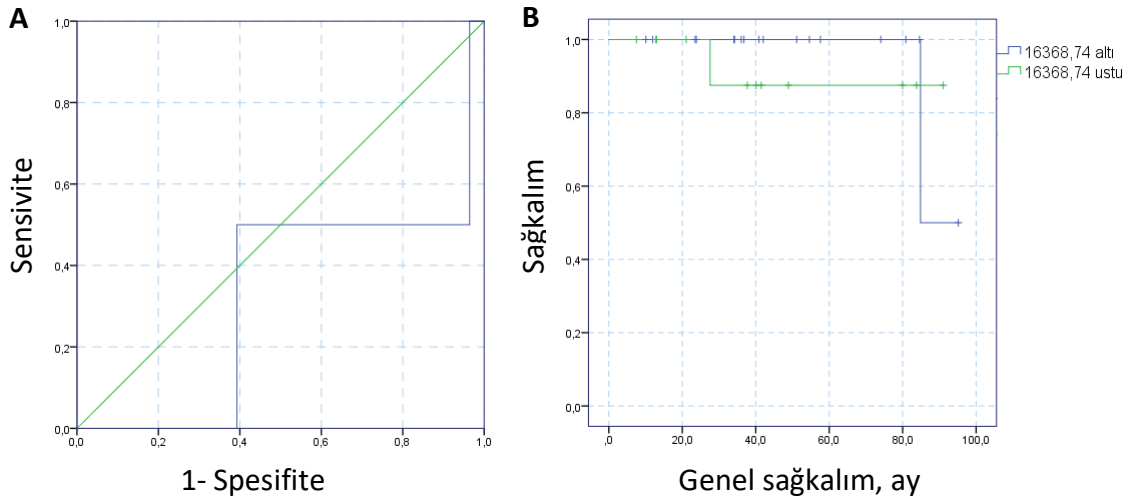 A
1,0
0,8
0,6
0,4
0,2
0,0
Sensivite
0,0 0,2 0,4 0,6 0,8 1,0
1- Spesifite
B
1,0
0,8
0,6
0,4
0,2
0,0
Sağkalım
,0 20,0 40,0 60,0 80,0 100,0
Genel sağkalım, ay
16368,74 altı
16368,74 ustu